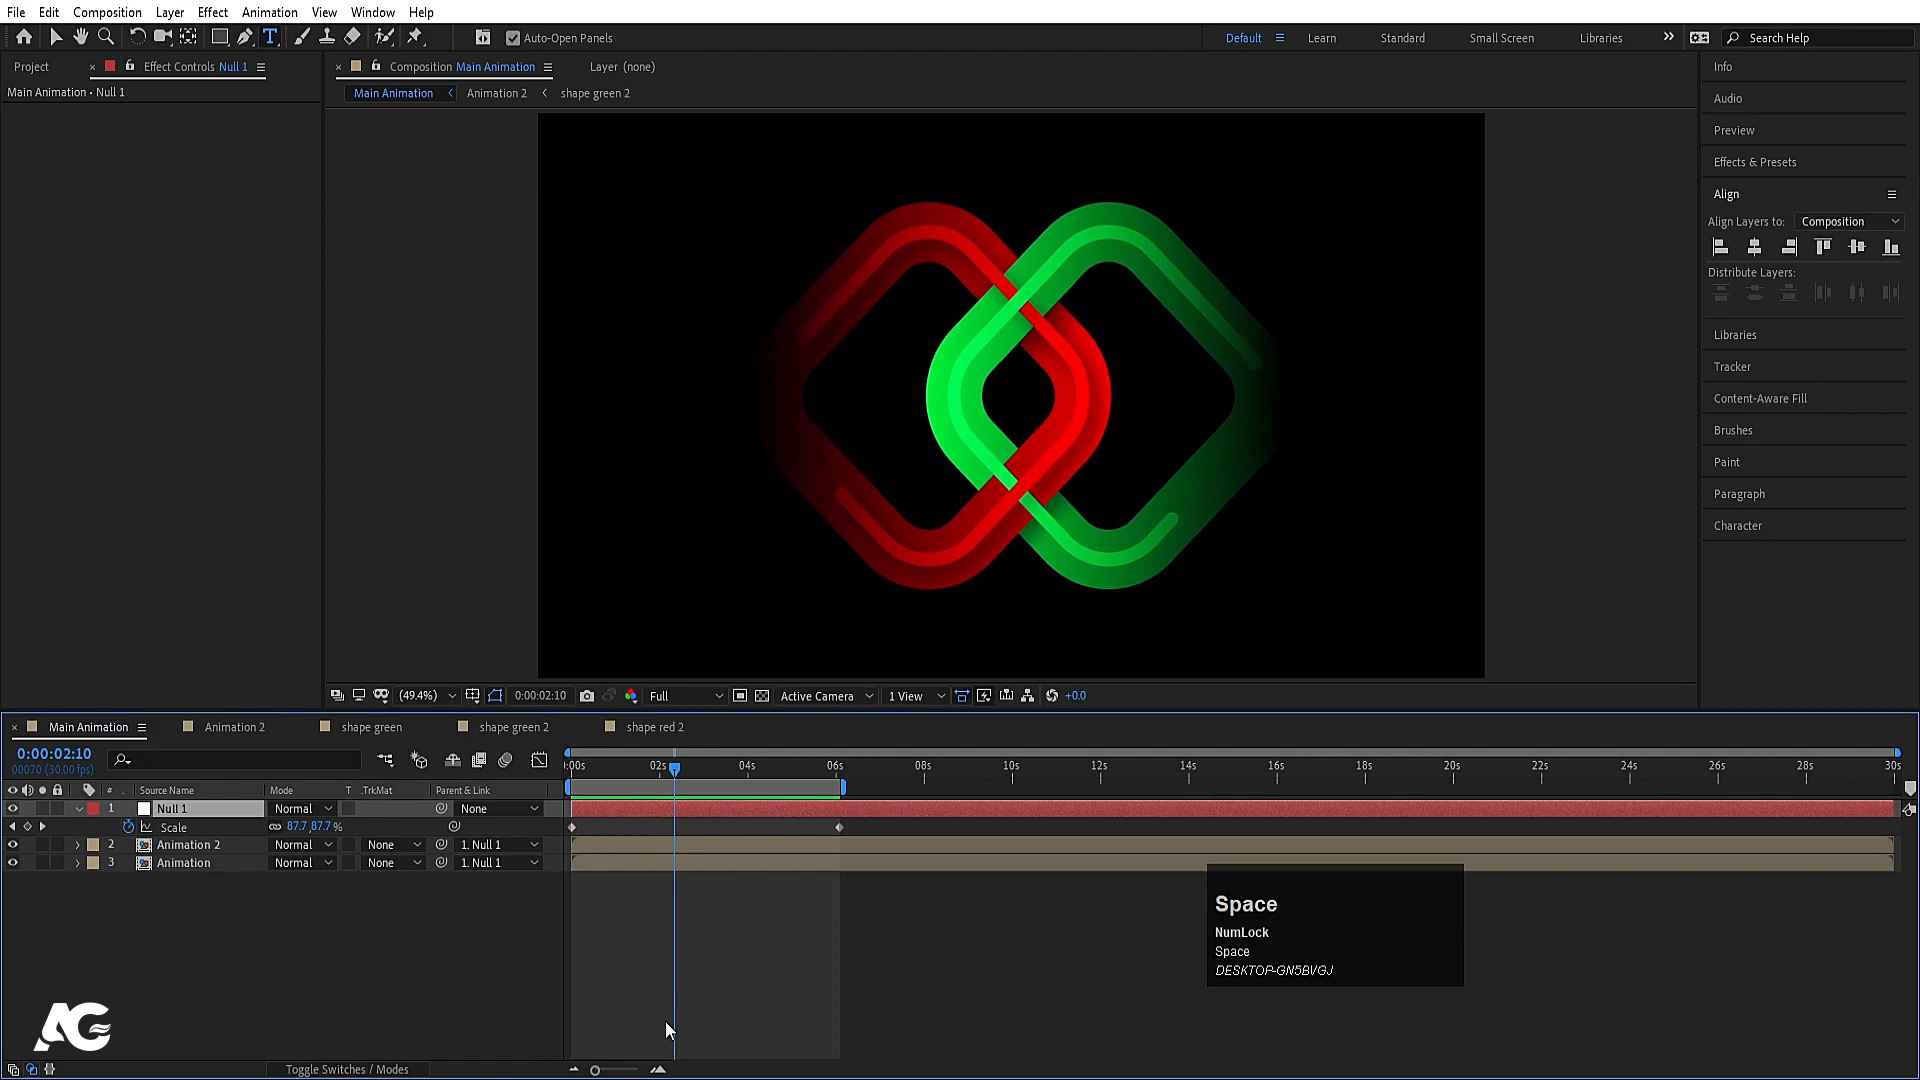 File Edit Composition Layer Effect Animation View Window Help
T Auto-Open Panels Default Learn Standard Small Screen Libraries Search Help
Project Effect Controls Null 1 Composition Main Animation Layer (none) Info
Main Animation • Null 1 Main Animation Animation 2 shape green 2
Audio
Preview
Effects & Presets
Align
Align Layers to: Composition
Distribute Layers:
Libraries
Tracker
Content-Aware Fill
Brushes
Paint
Paragraph
Character
(49.4%) 0:00:02:10 Full Active Camera 1 View +0.0
Main Animation Animation 2 shape green shape green 2 shape red 2
0:00:02:10
00070 (30.00 fps)
:00s 02s 04s 06s 08s 10s 12s 14s 16s 18s 20s 22s 24s 26s 28s 30s
# . Source Name Mode T .TrkMat Parent & Link
1 Null 1 Normal None
Scale 87.7,87.7%
2 Animation 2 Normal None 1. Null 1
3 Animation Normal None 1. Null 1
Space
NumLock
Space
DESKTOP-GN5BVGJ
AG
Toggle Switches / Modes